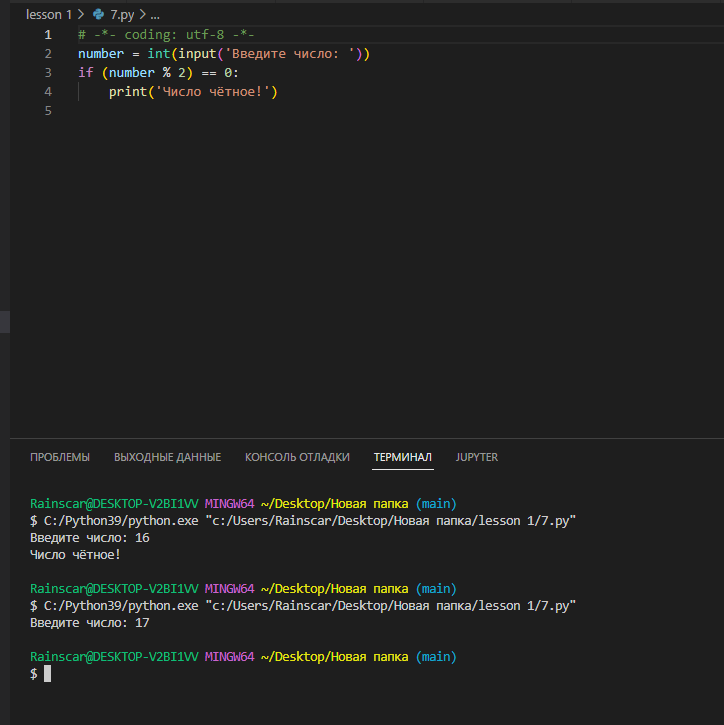 lesson 1 > 7.py > ...
1 # -*- coding: utf-8 -*-
2 number = int(input('Введите число: '))
3 if (number % 2) == 0:
4     print('Число чётное!')
5
ПРОБЛЕМЫ ВЫХОДНЫЕ ДАННЫЕ КОНСОЛЬ ОТЛАДКИ ТЕРМИНАЛ JUPYTER
Rainscar@DESKTOP-V2BI1VV MINGW64 ~/Desktop/Новая папка (main)
$ C:/Python39/python.exe "c:/Users/Rainscar/Desktop/Новая папка/lesson 1/7.py"
Введите число: 16
Число чётное!
Rainscar@DESKTOP-V2BI1VV MINGW64 ~/Desktop/Новая папка (main)
$ C:/Python39/python.exe "c:/Users/Rainscar/Desktop/Новая папка/lesson 1/7.py"
Введите число: 17
Rainscar@DESKTOP-V2BI1VV MINGW64 ~/Desktop/Новая папка (main)
$